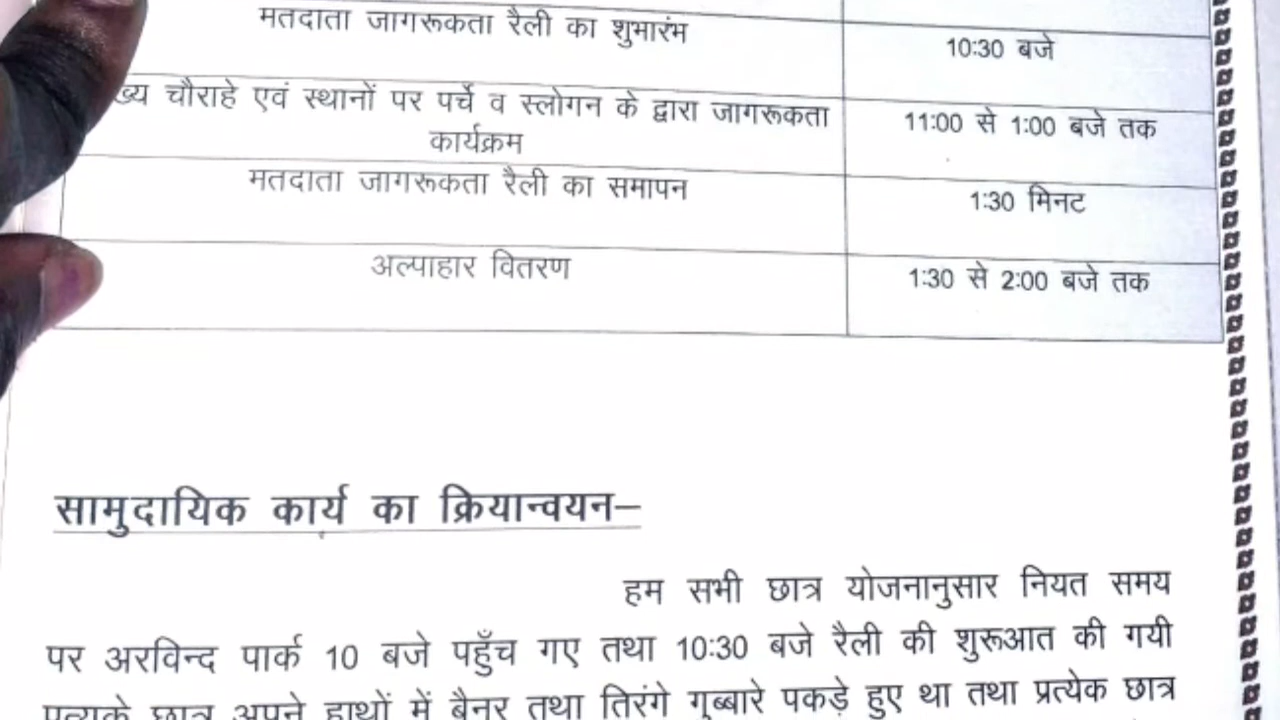 मतदाता जागरूकता रैली का शुभारंभ
10:30 बजे
चौराहे एवं स्थानों पर पर्चे व स्लोगन के द्वारा जागरूकता
कार्यक्रम
11:00 से 1:00 बजे तक
मतदाता जागरूकता रैली का समापन
1:30 मिनट
अल्पाहार वितरण
1:30 से 2:00 बजे तक
सामुदायिक कार्य का क्रियान्वयन–
हम सभी छात्र योजनानुसार नियत समय
पर अरविन्द पार्क 10 बजे पहुँच गए तथा 10:30 बजे रैली की शुरूआत की गयी
छात्र अपने हाथों में बैनर तथा तिरंगे गुब्बारे पकड़े हुए था तथा प्रत्येक छात्र